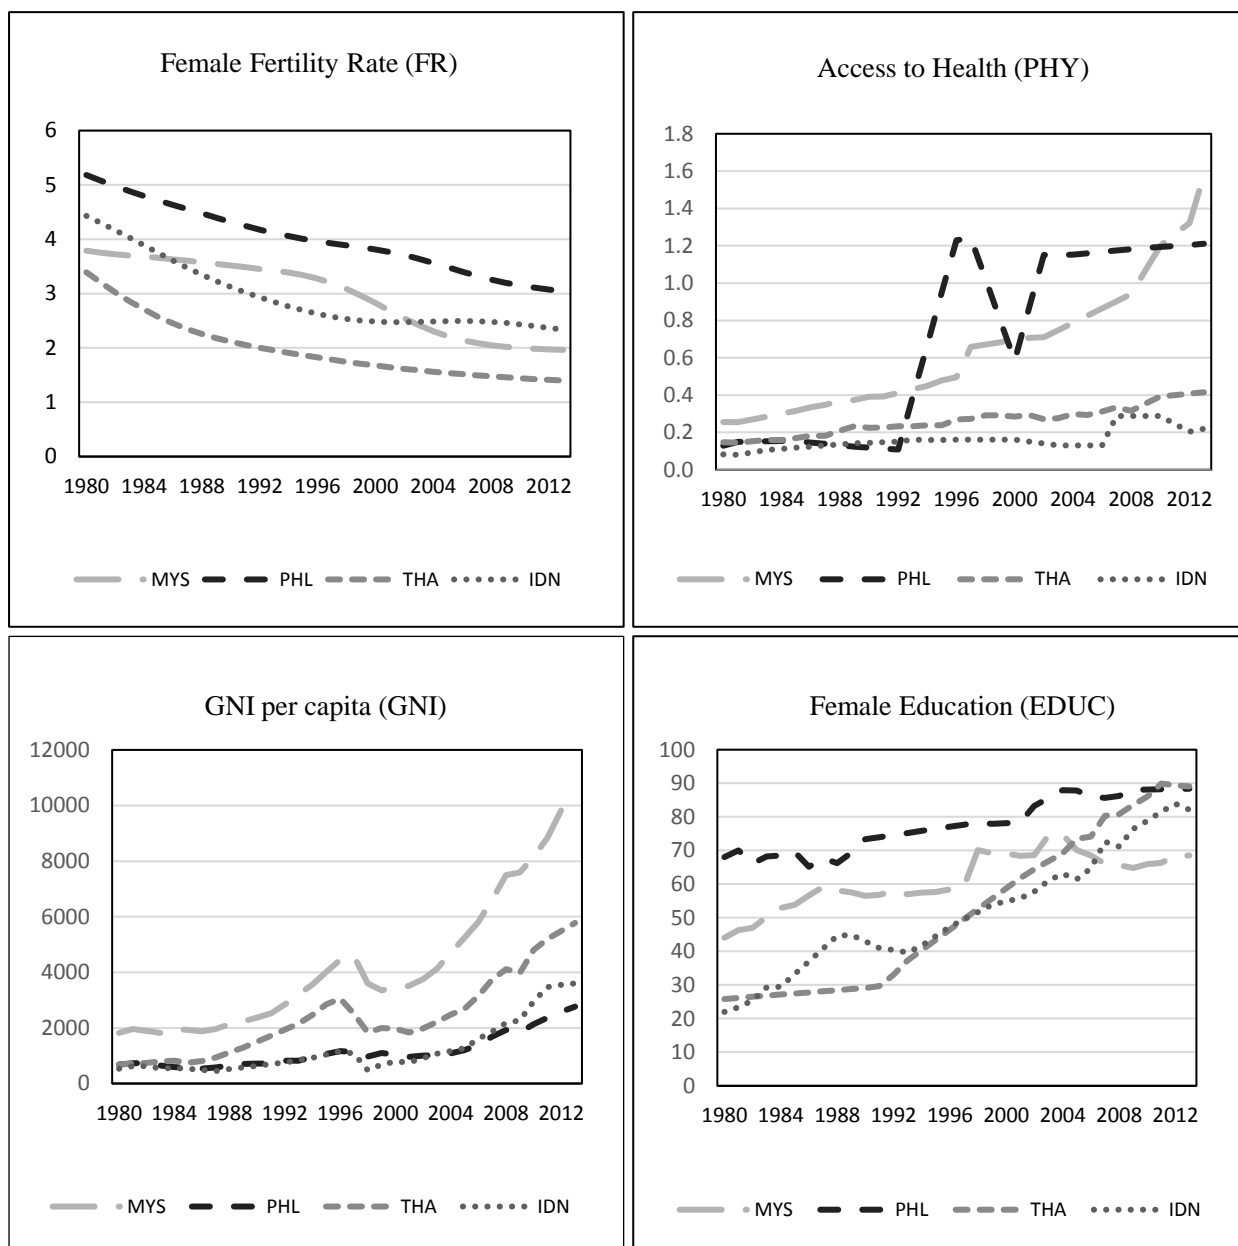 Female Fertility Rate (FR)
6
5
4
3
2
1
0
1980 1984 1988 1992 1996 2000 2004 2008 2012
MYS PHL THA IDN
Access to Health (PHY)
1.8
1.6
1.4
1.2
1.0
0.8
0.6
0.4
0.2
0.0
1980 1984 1988 1992 1996 2000 2004 2008 2012
MYS PHL THA IDN
GNI per capita (GNI)
12000
10000
8000
6000
4000
2000
0
1980 1984 1988 1992 1996 2000 2004 2008 2012
MYS PHL THA IDN
Female Education (EDUC)
100
90
80
70
60
50
40
30
20
10
0
1980 1984 1988 1992 1996 2000 2004 2008 2012
MYS PHL THA IDN